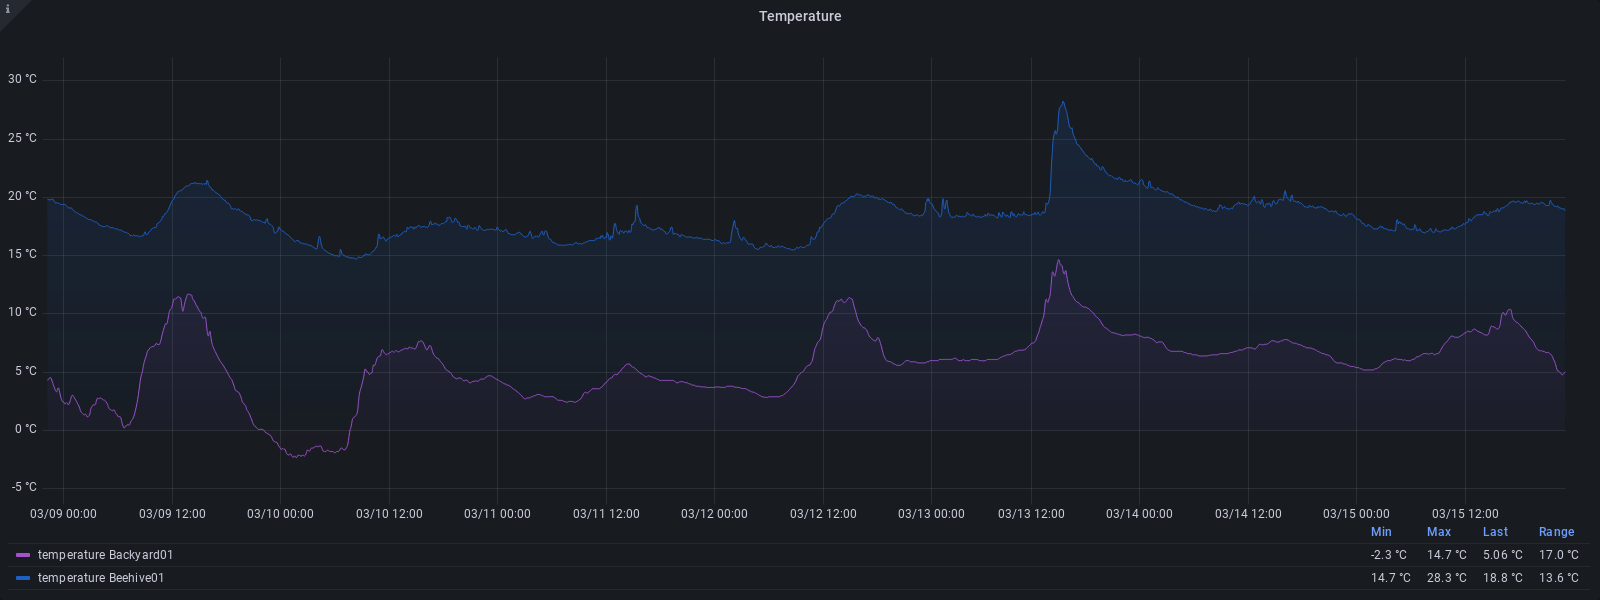 i
Temperature
30 °C
25 °C
20 °C
15 °C
10 °C
5 °C
0 °C
-5 °C
03/09 00:00 03/09 12:00 03/10 00:00 03/10 12:00 03/11 00:00 03/11 12:00 03/12 00:00 03/12 12:00 03/13 00:00 03/13 12:00 03/14 00:00 03/14 12:00 03/15 00:00 03/15 12:00
Min Max Last Range
temperature Backyard01 -2.3 °C 14.7 °C 5.06 °C 17.0 °C
temperature Beehive01 14.7 °C 28.3 °C 18.8 °C 13.6 °C